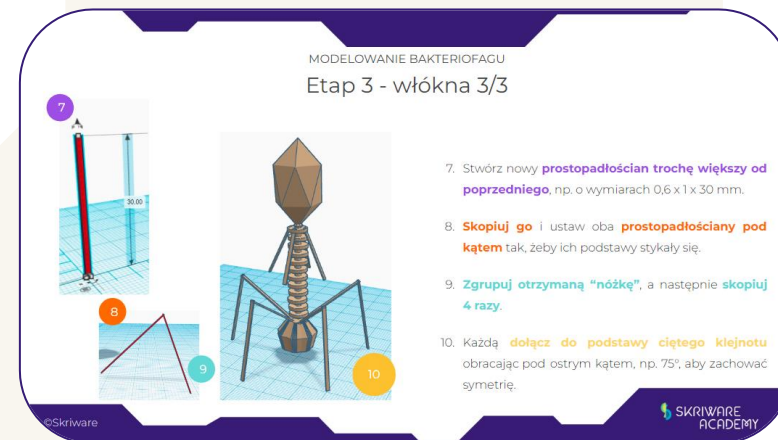 MODELOWANIE BAKTERIOFAGU
Etap 3 - włókna 3/3
7
30.00
8
9
10
7. Stwórz nowy prostopadłościan trochę większy od
poprzedniego, np. o wymiarach 0,6 x 1 x 30 mm.
8. Skopiuj go i ustaw oba prostopadłościany pod
kątem tak, żeby ich podstawy stykały się.
9. Zgrupuj otrzymaną “nóżkę”, a następnie skopiuj
4 razy.
10. Każdą dołącz do podstawy ciętego klejnotu
obracając pod ostrym kątem, np. 75°, aby zachować
symetrię.
©Skriware
SKRIWARE
ACADEMY